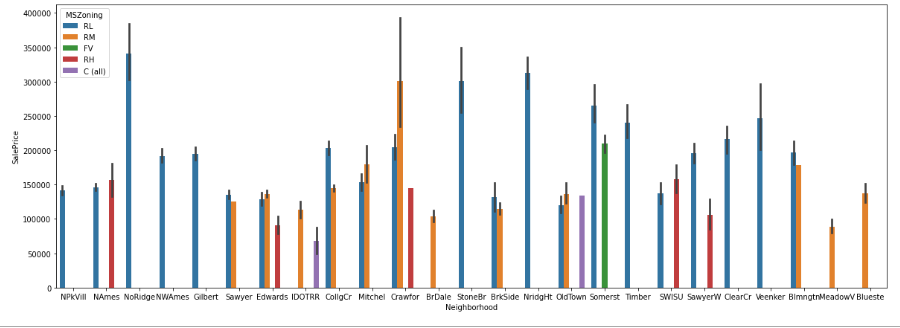 MSZoning
RL
RM
FV
RH
C (all)
400000
350000
300000
250000
200000
150000
100000
50000
0
SalePrice
NPkVill NAmes NoRidge NWAmes Gilbert Sawyer Edwards IDOTRR CollgCr Mitchel Crawfor BrDale StoneBr BrkSide NridgHt OldTown Somerst Timber SWISU SawyerW ClearCr Veenker Blmngtn MeadowV Blueste
Neighborhood